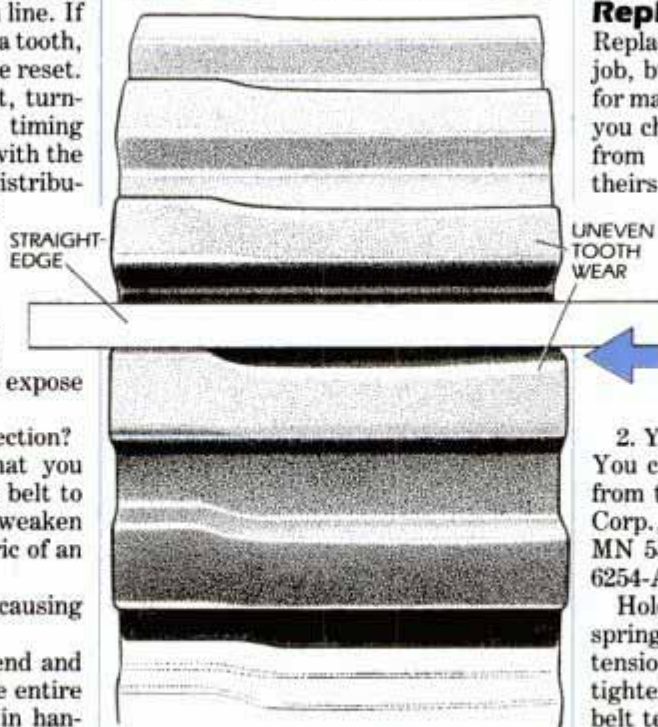 line. If
a tooth,
e reset.
t, turn-
timing
with the
istribu-
STRAIGHT-
EDGE
expose
ection?
hat you
belt to
weaken
ric of an
causing
end and
e entire
in han-
UNEVEN
TOOTH
WEAR
Repl
Repla
job, b
for ma
you ch
from
theirs
2. Y
You c
from t
Corp.
MN 5
6254-A
Hol
spring
tensio
tighte
belt to